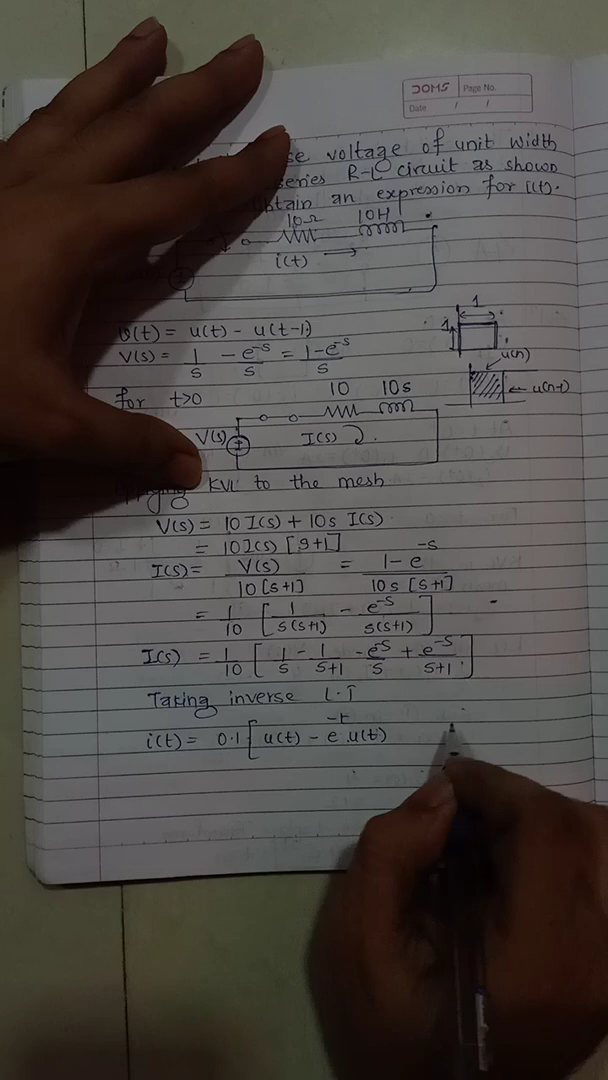 DOMS Page No.
Date / /
se voltage of unit width
series R-L circuit as shown
btain an expression for i(t).
10Ω 10H
i(t) →
v(t) = u(t) - u(t-1)
V(s) = 1/s - e^-s/s = 1-e^-s/s
1
1
u(n)
u(n-1)
for t>0
10 10s
V(s) I(s)
KVL to the mesh
V(s) = 10 I(s) + 10s I(s)
= 10 I(s) [s+1]
I(s) = V(s)/10[s+1] = 1-e^-s/10s[s+1]
= 1/10 [1/s(s+1) - e^-s/s(s+1)]
I(s) = 1/10 [1/s - 1/s+1 - e^-s/s + e^-s/s+1]
Taking inverse L.T
i(t) = 0.1 [u(t) - e^-t.u(t)